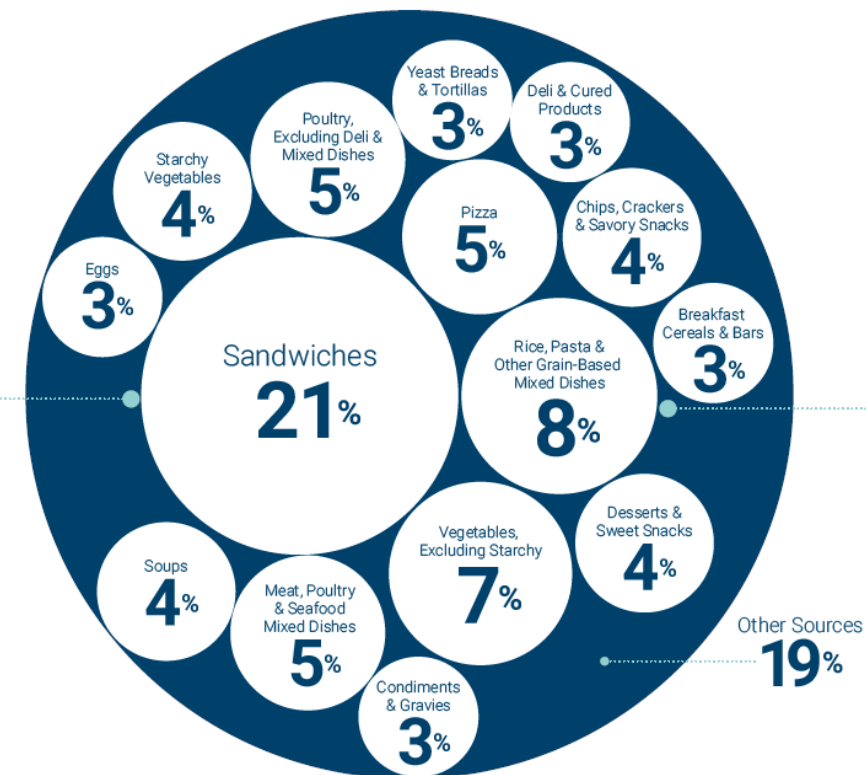 Yeast Breads
& Tortillas
3%
Deli & Cured
Products
3%
Poultry,
Excluding Deli &
Mixed Dishes
5%
Starchy
Vegetables
4%
Pizza
5%
Chips, Crackers
& Savory Snacks
4%
Eggs
3%
Breakfast
Cereals & Bars
3%
Sandwiches
21%
Rice, Pasta &
Other Grain-Based
Mixed Dishes
8%
Desserts &
Sweet Snacks
4%
Vegetables,
Excluding Starchy
7%
Soups
4%
Meat, Poultry
& Seafood
Mixed Dishes
5%
Other Sources
19%
Condiments
& Gravies
3%